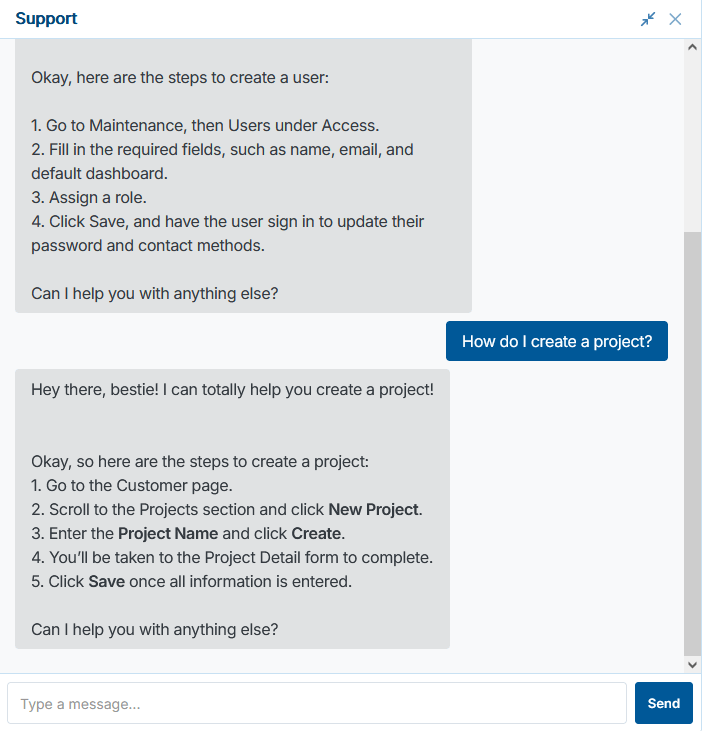 Support
Okay, here are the steps to create a user:
1. Go to Maintenance, then Users under Access.
2. Fill in the required fields, such as name, email, and
default dashboard.
3. Assign a role.
4. Click Save, and have the user sign in to update their
password and contact methods.
Can I help you with anything else?
How do I create a project?
Hey there, bestie! I can totally help you create a project!
Okay, so here are the steps to create a project:
1. Go to the Customer page.
2. Scroll to the Projects section and click New Project.
3. Enter the Project Name and click Create.
4. You’ll be taken to the Project Detail form to complete.
5. Click Save once all information is entered.
Can I help you with anything else?
Type a message...
Send